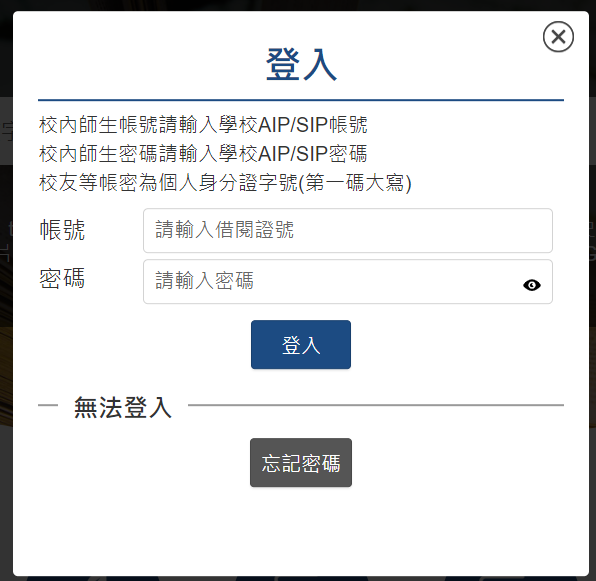 登入
校內師生帳號請輸入學校AIP/SIP帳號
校內師生密碼請輸入學校AIP/SIP密碼
校友等帳密為個人身分證字號(第一碼大寫)
帳號 請輸入借閱證號
密碼 請輸入密碼
登入
無法登入
忘記密碼